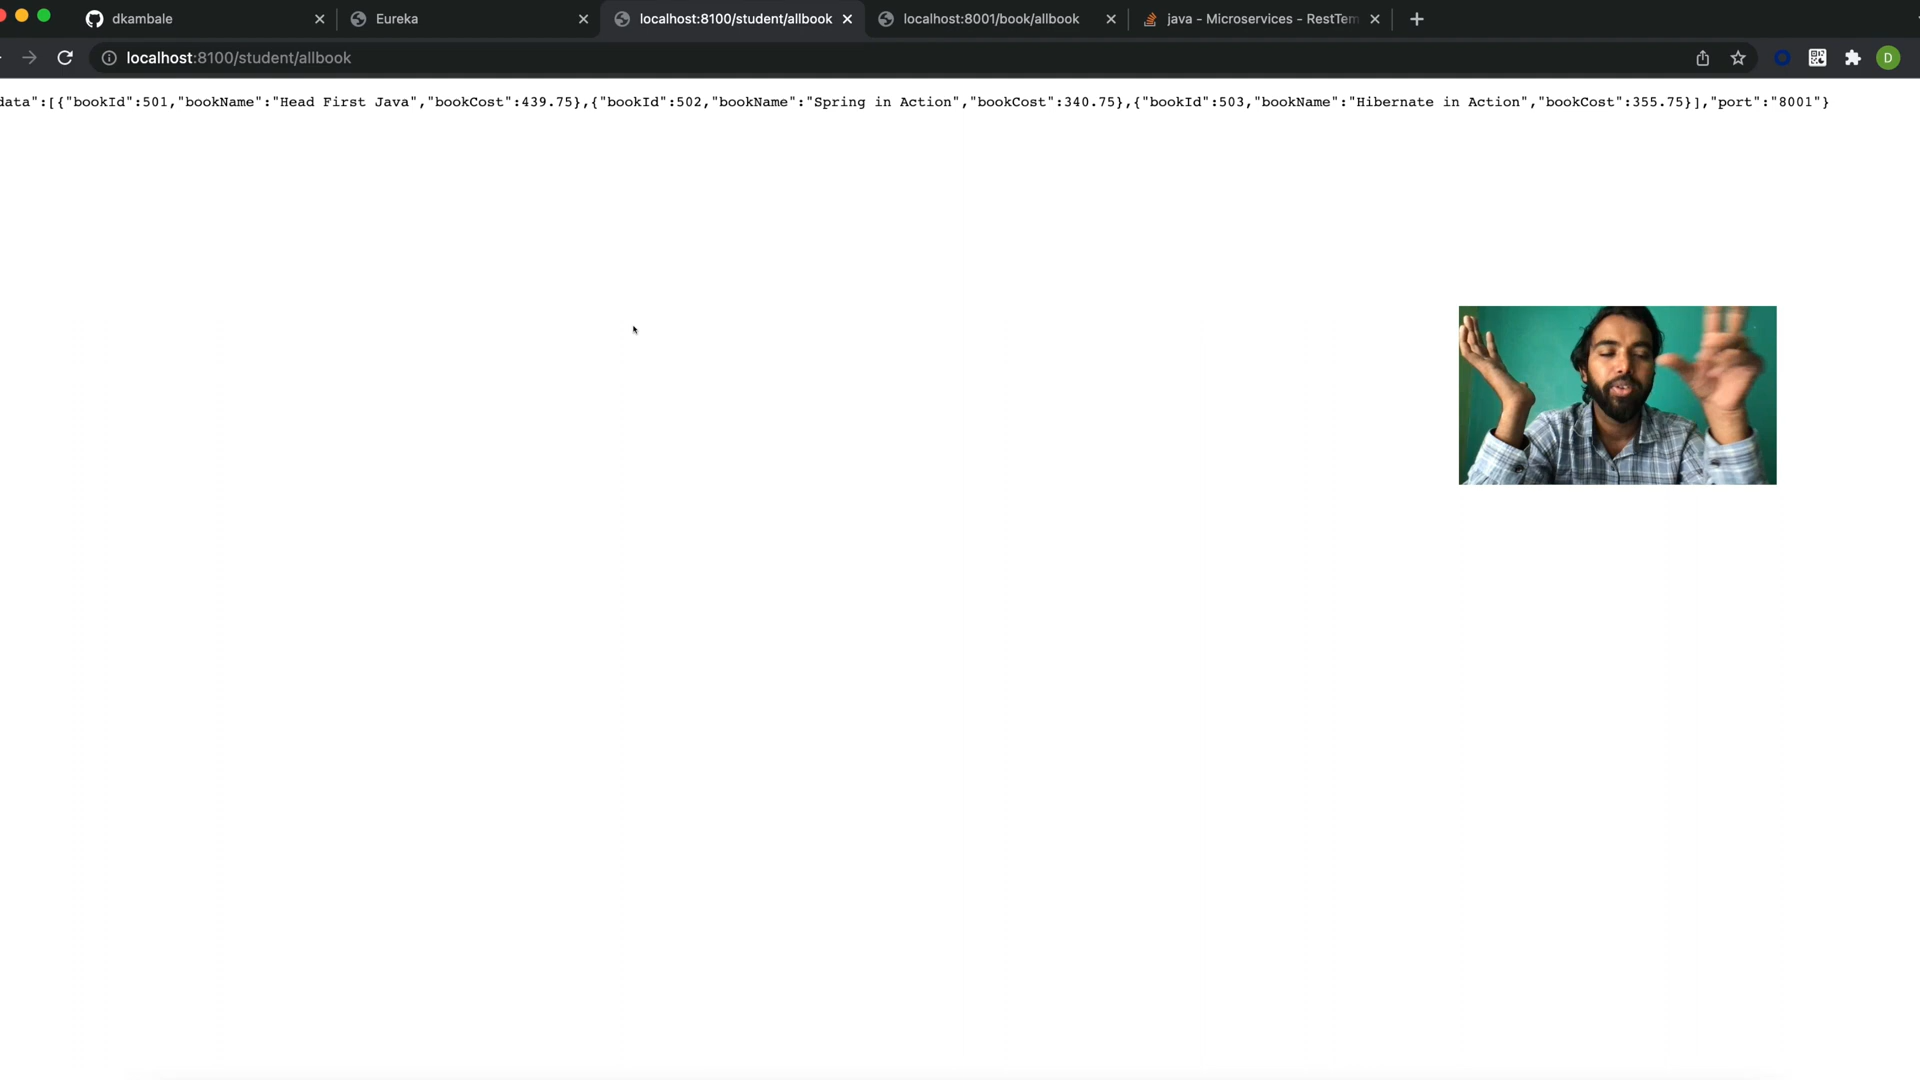 dkambale
Eureka
localhost:8100/student/allbook
localhost:8001/book/allbook
java - Microservices - RestTem
localhost:8100/student/allbook
D
data":[{"bookId":501,"bookName":"Head First Java","bookCost":439.75},{"bookId":502,"bookName":"Spring in Action","bookCost":340.75},{"bookId":503,"bookName":"Hibernate in Action","bookCost":355.75}],"port":"8001"}